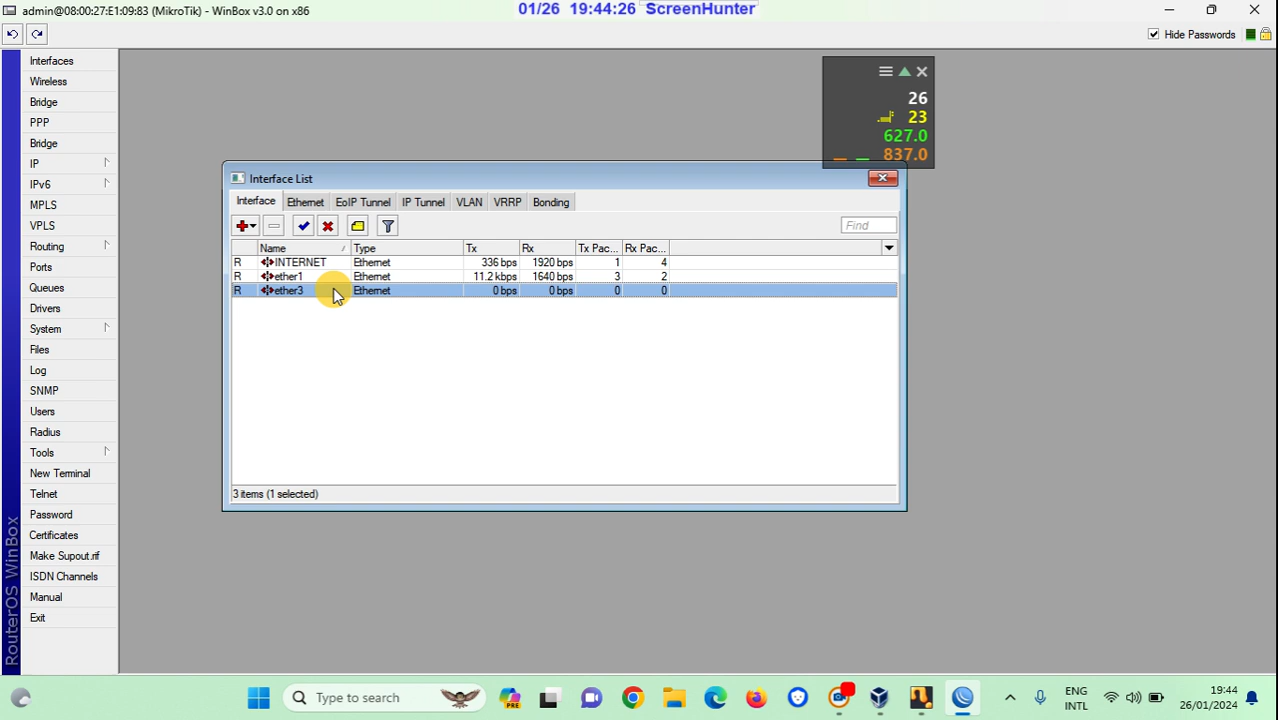 admin@08:00:27:E1:09:83 (MikroTik) - WinBox v3.0 on x86
01/26 19:44:26 ScreenHunter
Hide Passwords
Interfaces
Wireless
Bridge
PPP
Bridge
IP
IPv6
MPLS
VPLS
Routing
Ports
Queues
Drivers
System
Files
Log
SNMP
Users
Radius
Tools
New Terminal
Telnet
Password
Certificates
Make Supout.rif
ISDN Channels
Manual
Exit
RouterOS WinBox
26
23
627.0
837.0
Interface List
Interface Ethernet EoIP Tunnel IP Tunnel VLAN VRRP Bonding
Find
Name / Type Tx Rx Tx Pac... Rx Pac...
R INTERNET Ethernet 336 bps 1920 bps 1 4
R ether1 Ethernet 11.2 kbps 1640 bps 3 2
R ether3 Ethernet 0 bps 0 bps 0 0
3 items (1 selected)
Type to search
PRE
ENG
INTL
19:44
26/01/2024